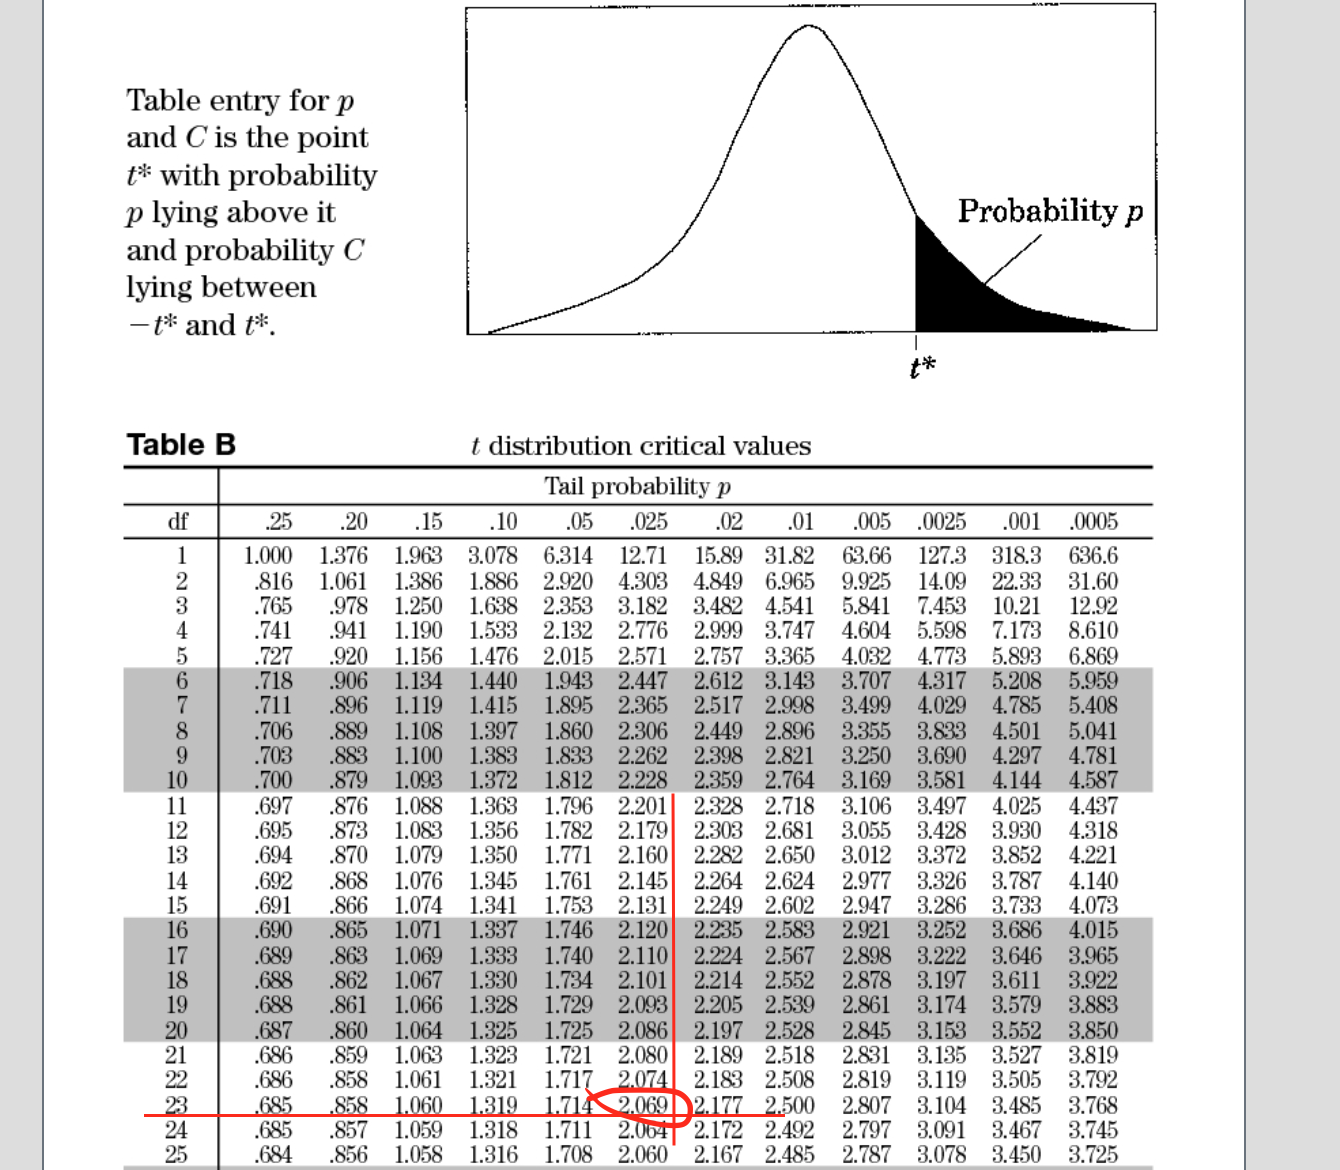 Table entry for p
and C is the point
t* with probability
p lying above it
and probability C
lying between
−t* and t*.
Probability p
t*
Table B t distribution critical values
Tail probability p
df .25 .20 .15 .10 .05 .025 .02 .01 .005 .0025 .001 .0005
1 1.000 1.376 1.963 3.078 6.314 12.71 15.89 31.82 63.66 127.3 318.3 636.6
2 .816 1.061 1.386 1.886 2.920 4.303 4.849 6.965 9.925 14.09 22.33 31.60
3 .765 .978 1.250 1.638 2.353 3.182 3.482 4.541 5.841 7.453 10.21 12.92
4 .741 .941 1.190 1.533 2.132 2.776 2.999 3.747 4.604 5.598 7.173 8.610
5 .727 .920 1.156 1.476 2.015 2.571 2.757 3.365 4.032 4.773 5.893 6.869
6 .718 .906 1.134 1.440 1.943 2.447 2.612 3.143 3.707 4.317 5.208 5.959
7 .711 .896 1.119 1.415 1.895 2.365 2.517 2.998 3.499 4.029 4.785 5.408
8 .706 .889 1.108 1.397 1.860 2.306 2.449 2.896 3.355 3.833 4.501 5.041
9 .703 .883 1.100 1.383 1.833 2.262 2.398 2.821 3.250 3.690 4.297 4.781
10 .700 .879 1.093 1.372 1.812 2.228 2.359 2.764 3.169 3.581 4.144 4.587
11 .697 .876 1.088 1.363 1.796 2.201 2.328 2.718 3.106 3.497 4.025 4.437
12 .695 .873 1.083 1.356 1.782 2.179 2.303 2.681 3.055 3.428 3.930 4.318
13 .694 .870 1.079 1.350 1.771 2.160 2.282 2.650 3.012 3.372 3.852 4.221
14 .692 .868 1.076 1.345 1.761 2.145 2.264 2.624 2.977 3.326 3.787 4.140
15 .691 .866 1.074 1.341 1.753 2.131 2.249 2.602 2.947 3.286 3.733 4.073
16 .690 .865 1.071 1.337 1.746 2.120 2.235 2.583 2.921 3.252 3.686 4.015
17 .689 .863 1.069 1.333 1.740 2.110 2.224 2.567 2.898 3.222 3.646 3.965
18 .688 .862 1.067 1.330 1.734 2.101 2.214 2.552 2.878 3.197 3.611 3.922
19 .688 .861 1.066 1.328 1.729 2.093 2.205 2.539 2.861 3.174 3.579 3.883
20 .687 .860 1.064 1.325 1.725 2.086 2.197 2.528 2.845 3.153 3.552 3.850
21 .686 .859 1.063 1.323 1.721 2.080 2.189 2.518 2.831 3.135 3.527 3.819
22 .686 .858 1.061 1.321 1.717 2.074 2.183 2.508 2.819 3.119 3.505 3.792
23 .685 .858 1.060 1.319 1.714 2.069 2.177 2.500 2.807 3.104 3.485 3.768
24 .685 .857 1.059 1.318 1.711 2.064 2.172 2.492 2.797 3.091 3.467 3.745
25 .684 .856 1.058 1.316 1.708 2.060 2.167 2.485 2.787 3.078 3.450 3.725